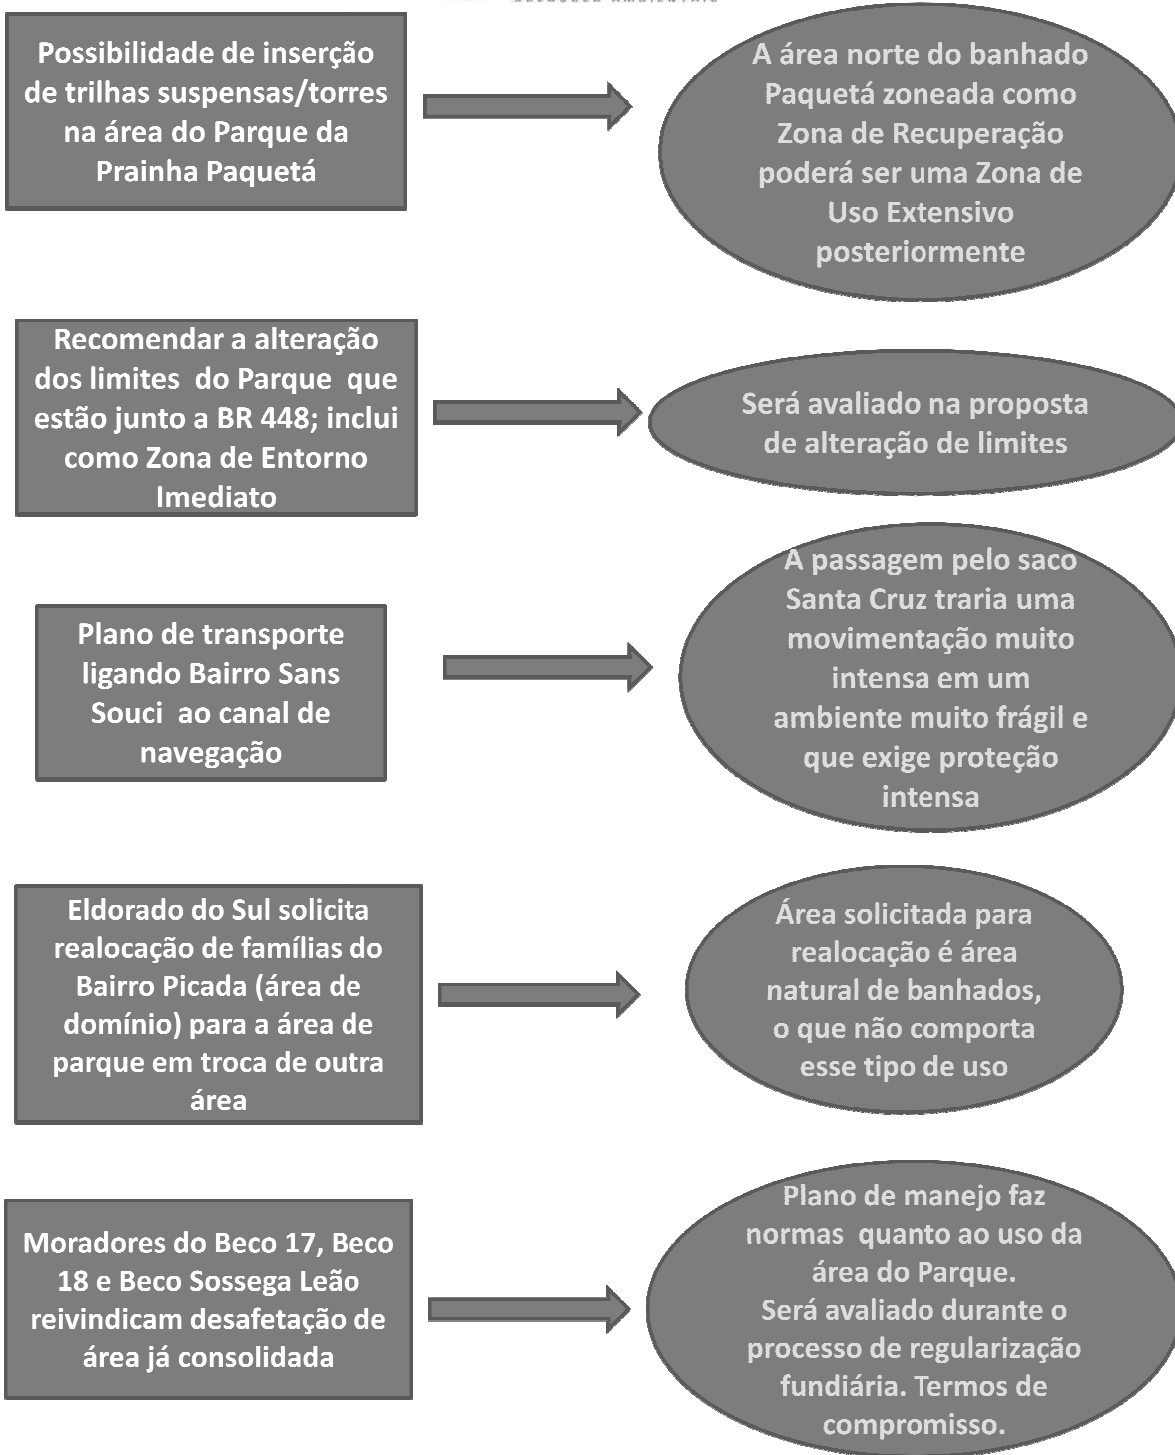 Possibilidade de inserção
de trilhas suspensas/torres
na área do Parque da
Prainha Paquetá
A área norte do banhado
Paquetá zoneada como
Zona de Recuperação
poderá ser uma Zona de
Uso Extensivo
posteriormente
Recomendar a alteração
dos limites do Parque que
estão junto a BR 448; inclui
como Zona de Entorno
Imediato
Será avaliado na proposta
de alteração de limites
Plano de transporte
ligando Bairro Sans
Souci ao canal de
navegação
A passagem pelo saco
Santa Cruz traria uma
movimentação muito
intensa em um
ambiente muito frágil e
que exige proteção
intensa
Eldorado do Sul solicita
realocação de famílias do
Bairro Picada (área de
domínio) para a área de
parque em troca de outra
área
Área solicitada para
realocação é área
natural de banhados,
o que não comporta
esse tipo de uso
Moradores do Beco 17, Beco
18 e Beco Sossega Leão
reivindicam desafetação de
área já consolidada
Plano de manejo faz
normas quanto ao uso da
área do Parque.
Será avaliado durante o
processo de regularização
fundiária. Termos de
compromisso.